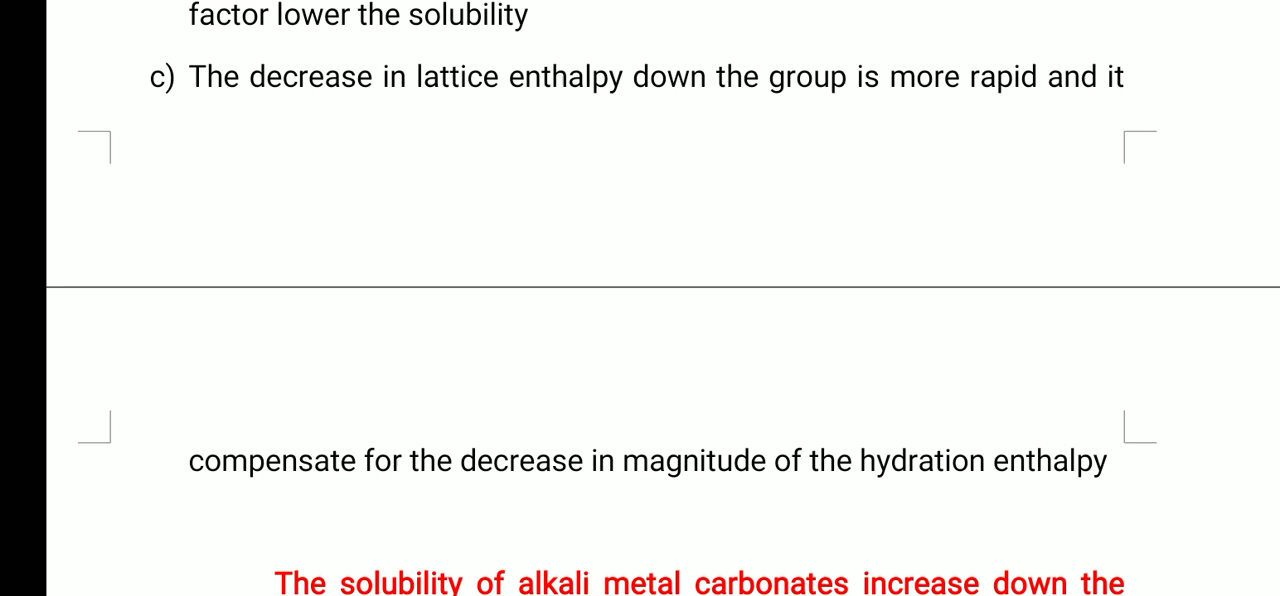 factor lower the solubility
c) The decrease in lattice enthalpy down the group is more rapid and it
compensate for the decrease in magnitude of the hydration enthalpy
The solubility of alkali metal carbonates increase down the